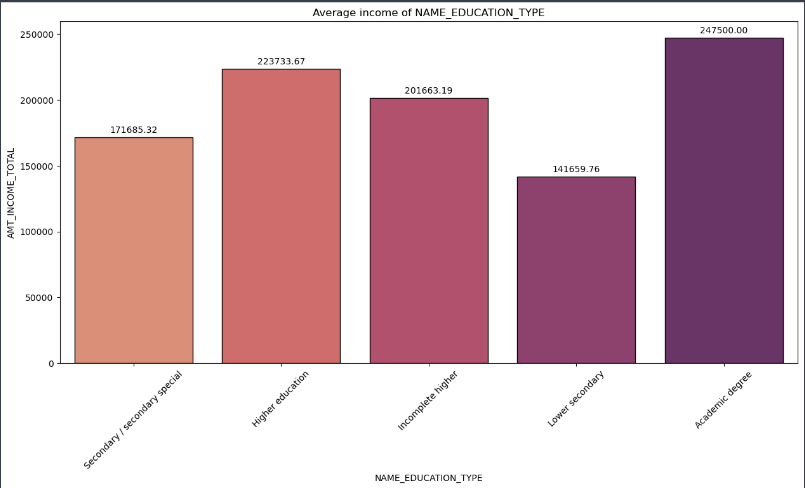 Average income of NAME_EDUCATION_TYPE
AMT_INCOME_TOTAL
250000
200000
150000
100000
50000
0
171685.32
223733.67
201663.19
141659.76
247500.00
Secondary / secondary special
Higher education
Incomplete higher
Lower secondary
Academic degree
NAME_EDUCATION_TYPE